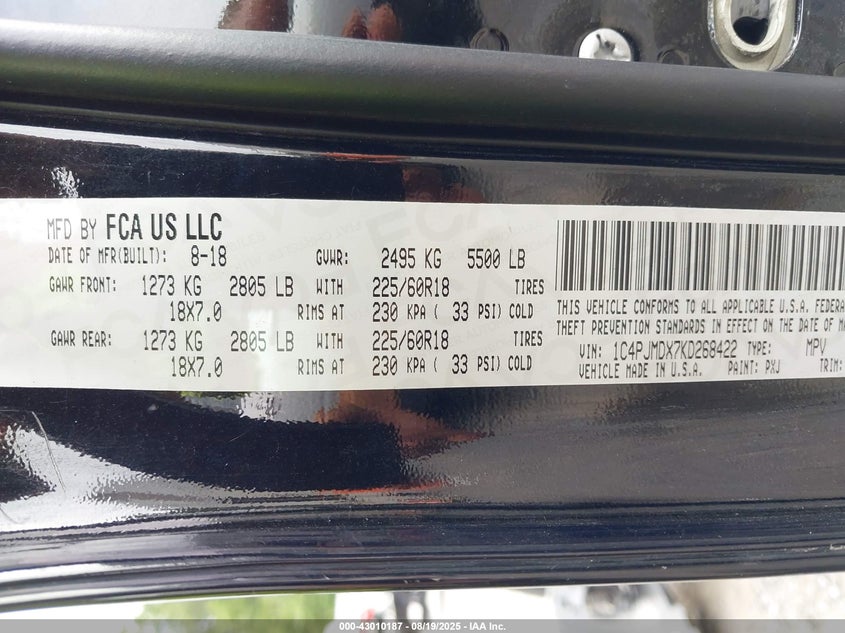 MFD BY FCA US LLC
DATE OF MFR(BUILT): 8-18 GVWR: 2495 KG 5500 LB
GAWR FRONT: 1273 KG 2805 LB WITH 225/60R18 TIRES
18X7.0 RIMS AT 230 KPA ( 33 PSI) COLD
GAWR REAR: 1273 KG 2805 LB WITH 225/60R18 TIRES
18X7.0 RIMS AT 230 KPA ( 33 PSI) COLD
THIS VEHICLE CONFORMS TO ALL APPLICABLE U.S.A. FEDERA
THEFT PREVENTION STANDARDS IN EFFECT ON THE DATE OF MA
VIN: 1C4PJMDX7KD268422 TYPE: MPV
VEHICLE MADE IN U.S.A. PAINT: PXJ TRIM:
000-43010187 - 08/19/2025 - IAA Inc.